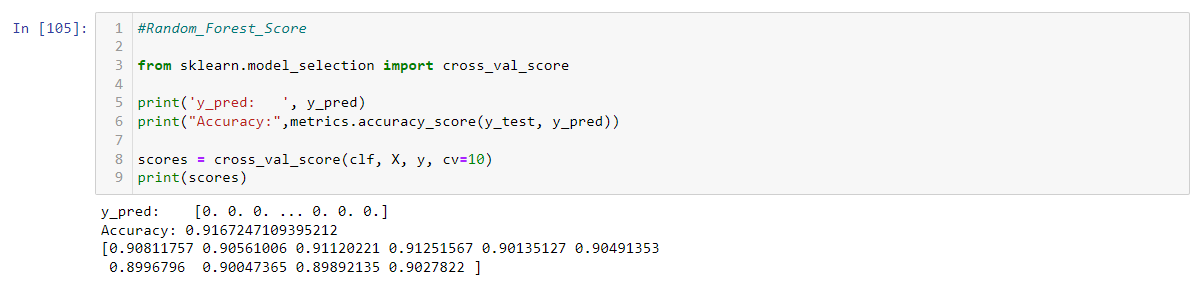 In [105]:
1 #Random_Forest_Score
2
3 from sklearn.model_selection import cross_val_score
4
5 print('y_pred:   ', y_pred)
6 print("Accuracy:",metrics.accuracy_score(y_test, y_pred))
7
8 scores = cross_val_score(clf, X, y, cv=10)
9 print(scores)
y_pred:    [0. 0. 0. ... 0. 0. 0.]
Accuracy: 0.9167247109395212
[0.90811757 0.90561006 0.91120221 0.91251567 0.90135127 0.90491353
 0.8996796  0.90047365 0.89892135 0.9027822 ]